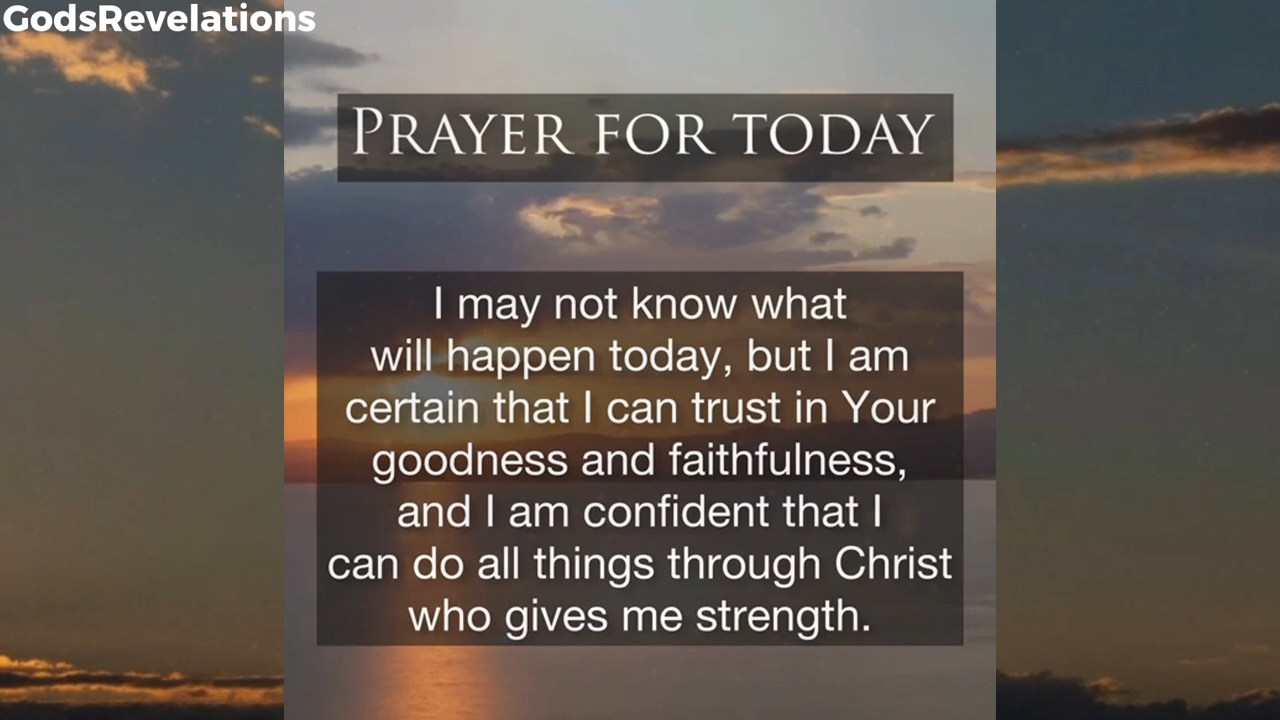 GodsRevelations
PRAYER FOR TODAY
I may not know what
will happen today, but I am
certain that I can trust in Your
goodness and faithfulness,
and I am confident that I
can do all things through Christ
who gives me strength.